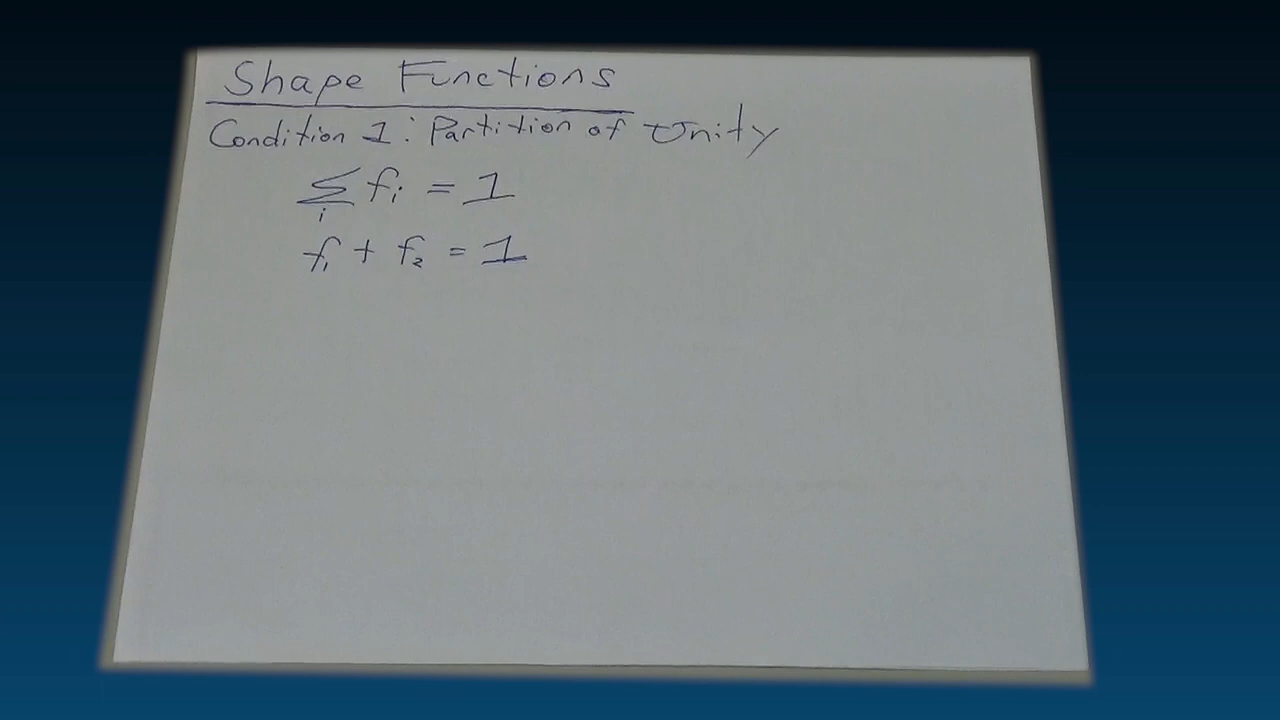 Shape Functions
Condition 1: Partition of Unity
∑ᵢ fᵢ = 1
f₁ + f₂ = 1